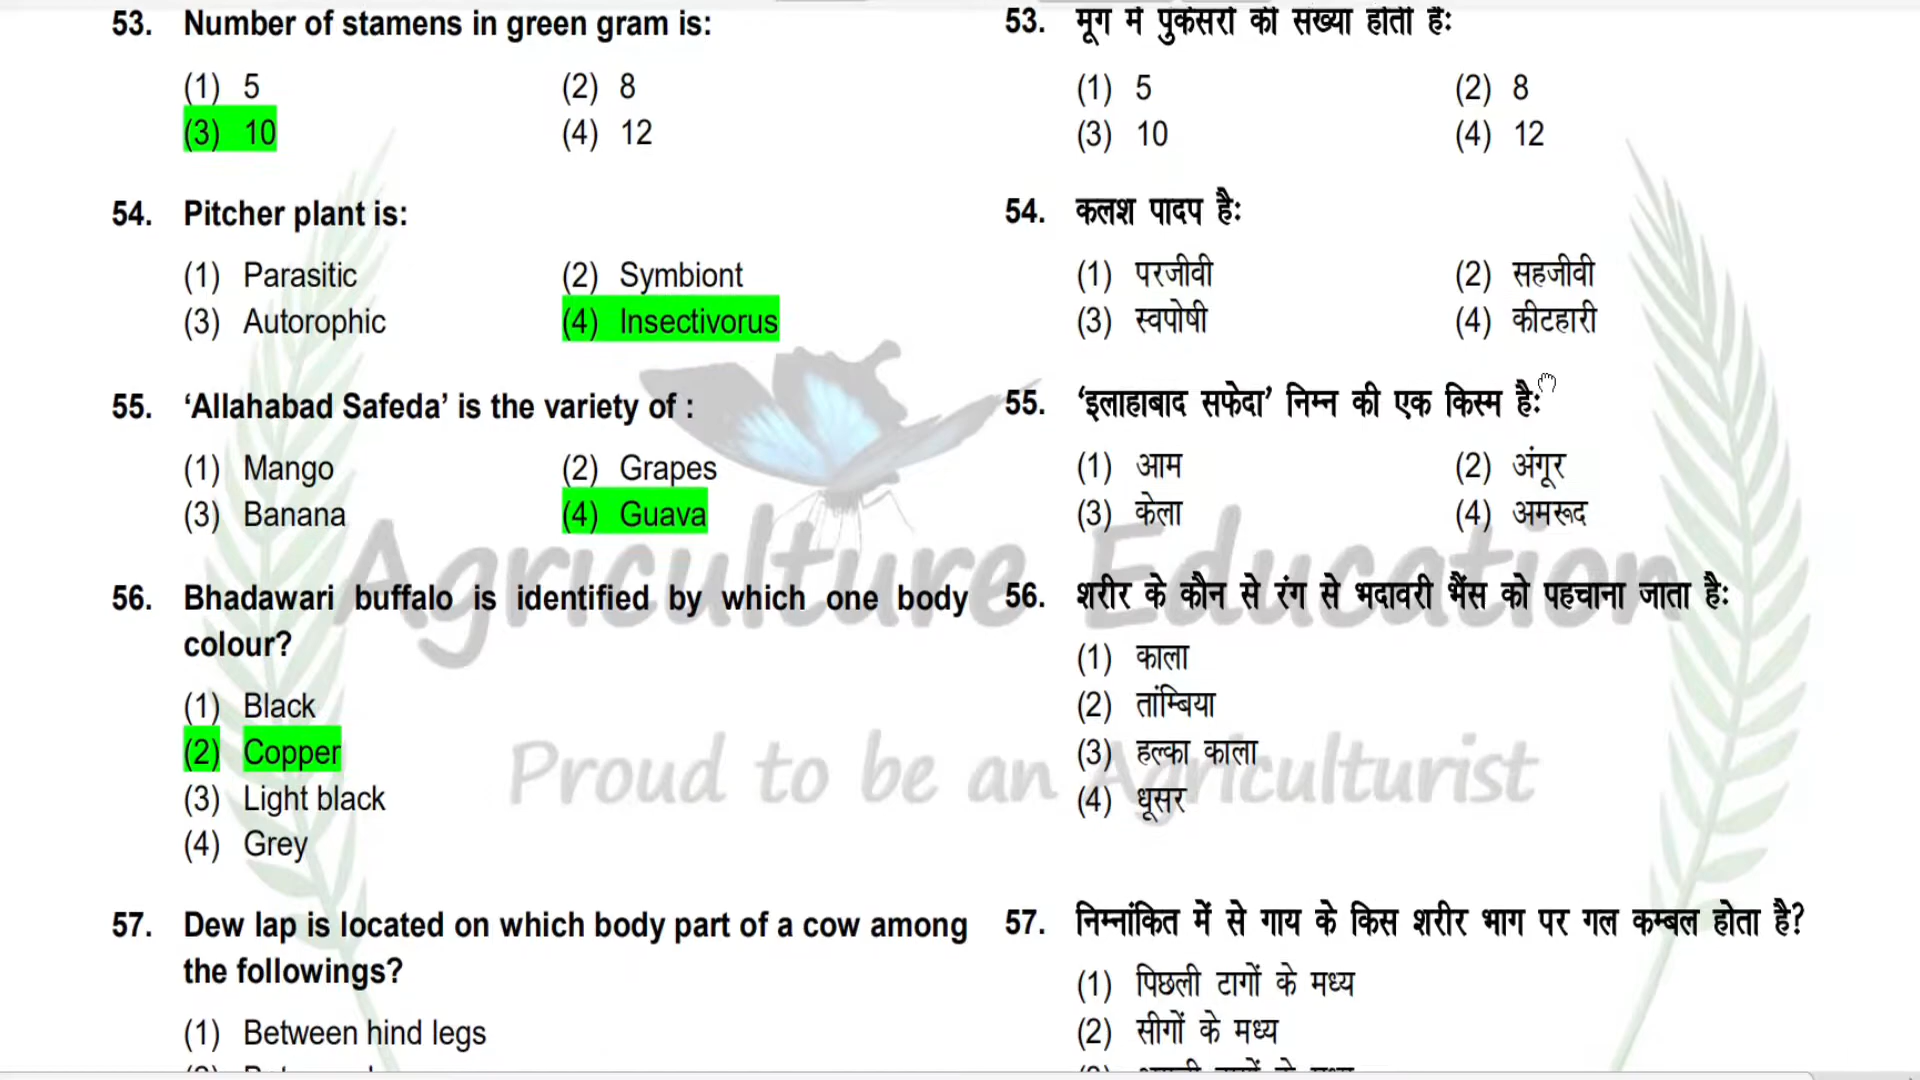 53. Number of stamens in green gram is:
(1) 5 (2) 8
(3) 10 (4) 12
54. Pitcher plant is:
(1) Parasitic (2) Symbiont
(3) Autorophic (4) Insectivorus
55. ‘Allahabad Safeda’ is the variety of :
(1) Mango (2) Grapes
(3) Banana (4) Guava
56. Bhadawari buffalo is identified by which one body
colour?
(1) Black
(2) Copper
(3) Light black
(4) Grey
57. Dew lap is located on which body part of a cow among
the followings?
(1) Between hind legs
53. मूंग में पुंकेसरों की संख्या होती हैः
(1) 5 (2) 8
(3) 10 (4) 12
54. कलश पादप हैः
(1) परजीवी (2) सहजीवी
(3) स्वपोषी (4) कीटहारी
55. ‘इलाहाबाद सफेदा’ निम्न की एक किस्म हैः
(1) आम (2) अंगूर
(3) केला (4) अमरूद
56. शरीर के कौन से रंग से भदावरी भैंस को पहचाना जाता हैः
(1) काला
(2) तांम्बिया
(3) हल्का काला
(4) धूसर
57. निम्नांकित में से गाय के किस शरीर भाग पर गल कम्बल होता है?
(1) पिछली टागों के मध्य
(2) सीगों के मध्य
Agriculture Education
Proud to be an Agriculturist